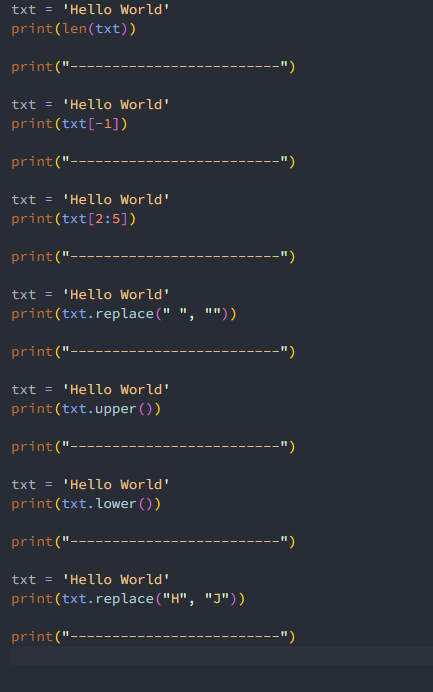 txt = 'Hello World'
print(len(txt))
print("-------------------------")
txt = 'Hello World'
print(txt[-1])
print("-------------------------")
txt = 'Hello World'
print(txt[2:5])
print("-------------------------")
txt = 'Hello World'
print(txt.replace(" ", ""))
print("-------------------------")
txt = 'Hello World'
print(txt.upper())
print("-------------------------")
txt = 'Hello World'
print(txt.lower())
print("-------------------------")
txt = 'Hello World'
print(txt.replace("H", "J"))
print("-------------------------")